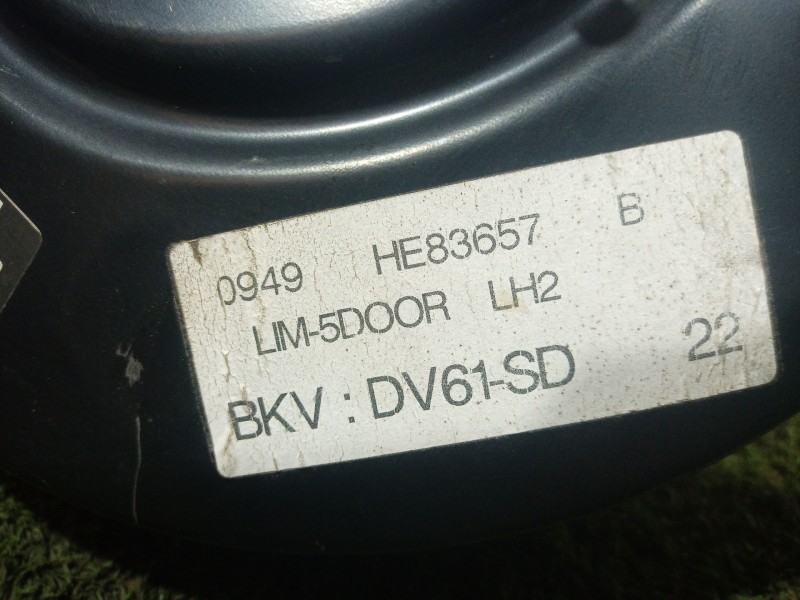 0949 HE83657 B
LIM-5DOOR LH2
BKV : DV61-SD 22